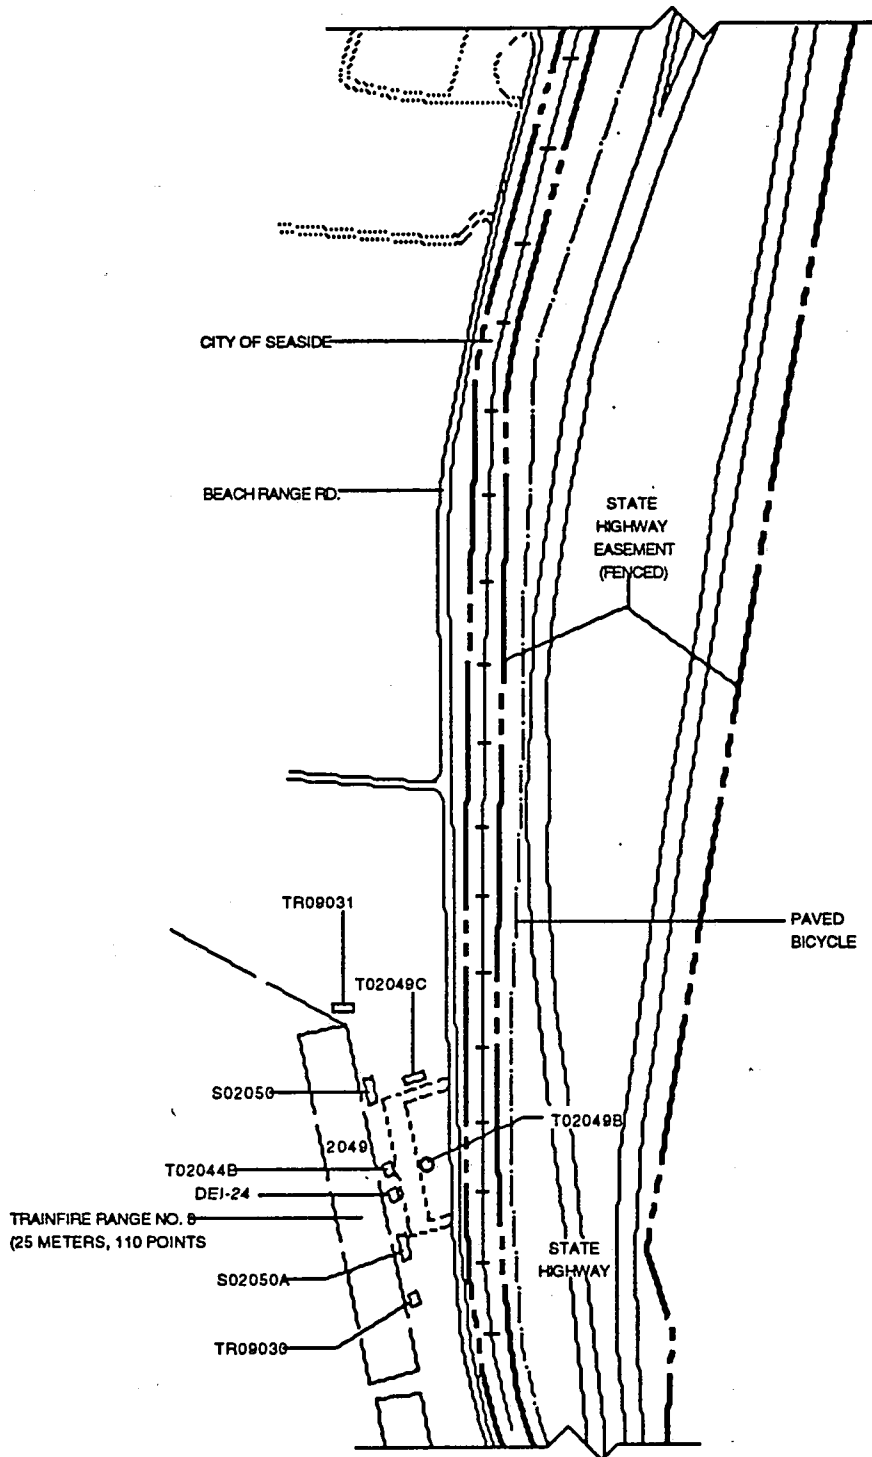 CITY OF SEASIDE
BEACH RANGE RD.
STATE
HIGHWAY
EASEMENT
(FENCED)
TR09031
PAVED
BICYCLE
T02049C
S02050
T02049B
2049
T02044B
DEJ-24
TRAINFIRE RANGE NO. 8
(25 METERS, 110 POINTS
STATE
HIGHWAY
S02050A
TR09030